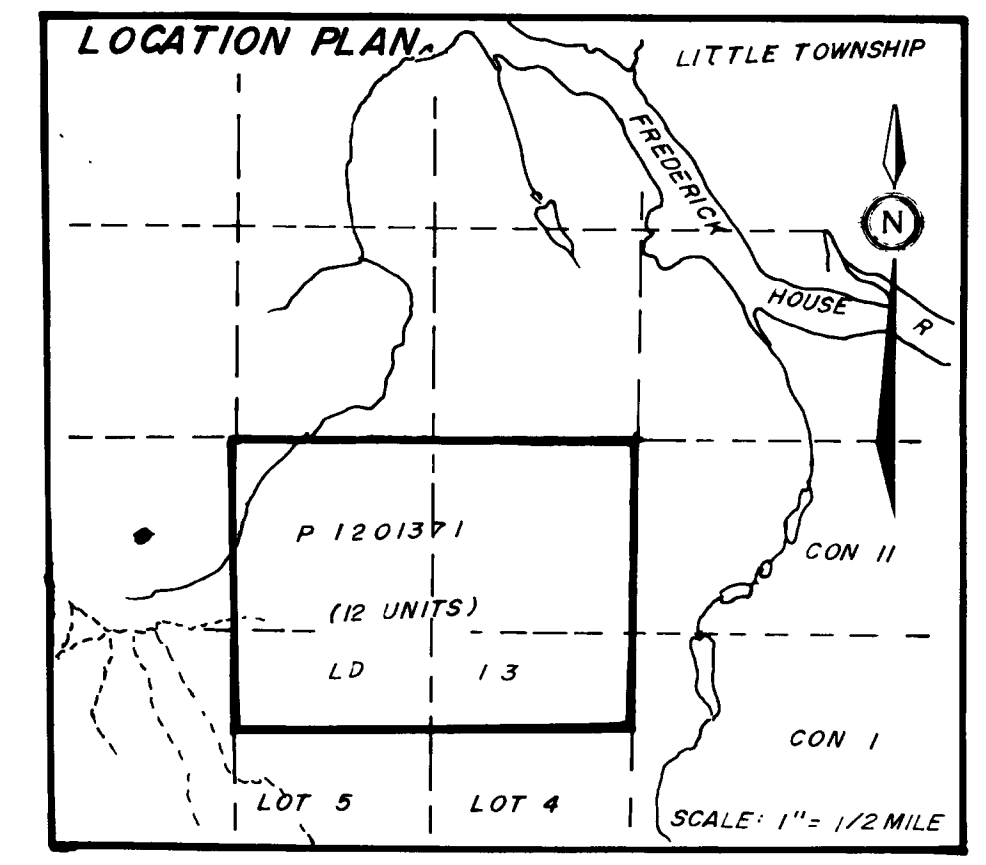 LOCATION PLAN
LITTLE TOWNSHIP
FREDERICK
HOUSE
R
N
P 1201371
CON II
(12 UNITS)
LD 13
CON I
LOT 5 LOT 4
SCALE: 1" = 1/2 MILE